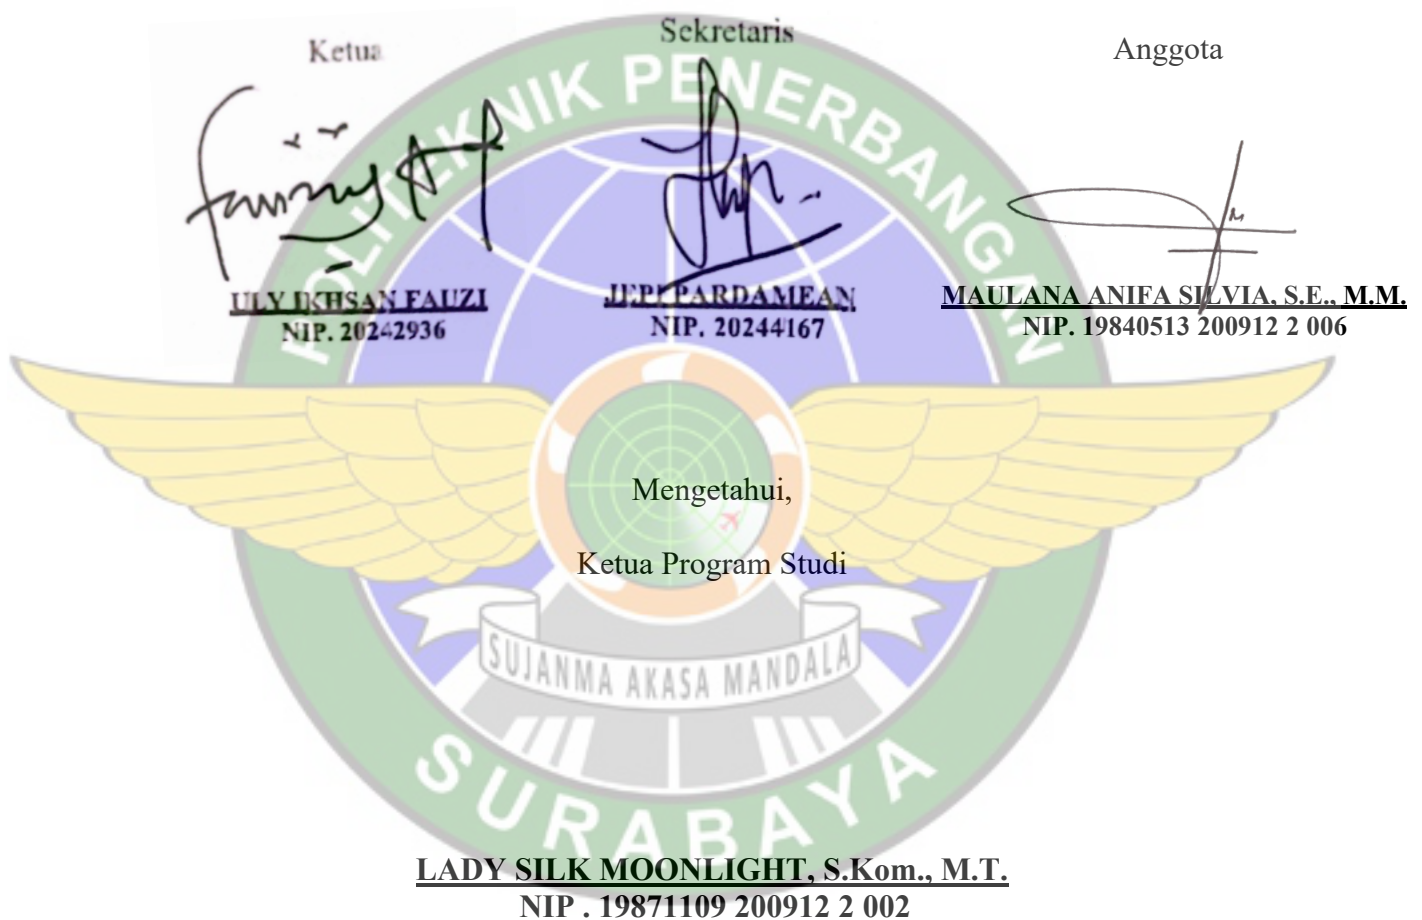 Ketua
Sekretaris
Anggota
ULY IKHSAN FAUZI
NIP. 20242936
JEPI PARDAMEAN
NIP. 20244167
MAULANA ANIFA SILVIA, S.E., M.M.
NIP. 19840513 200912 2 006
POLITEKNIK PENERBANGAN
Mengetahui,
Ketua Program Studi
SUJANMA AKASA MANDALA
SURABAYA
LADY SILK MOONLIGHT, S.Kom., M.T.
NIP . 19871109 200912 2 002